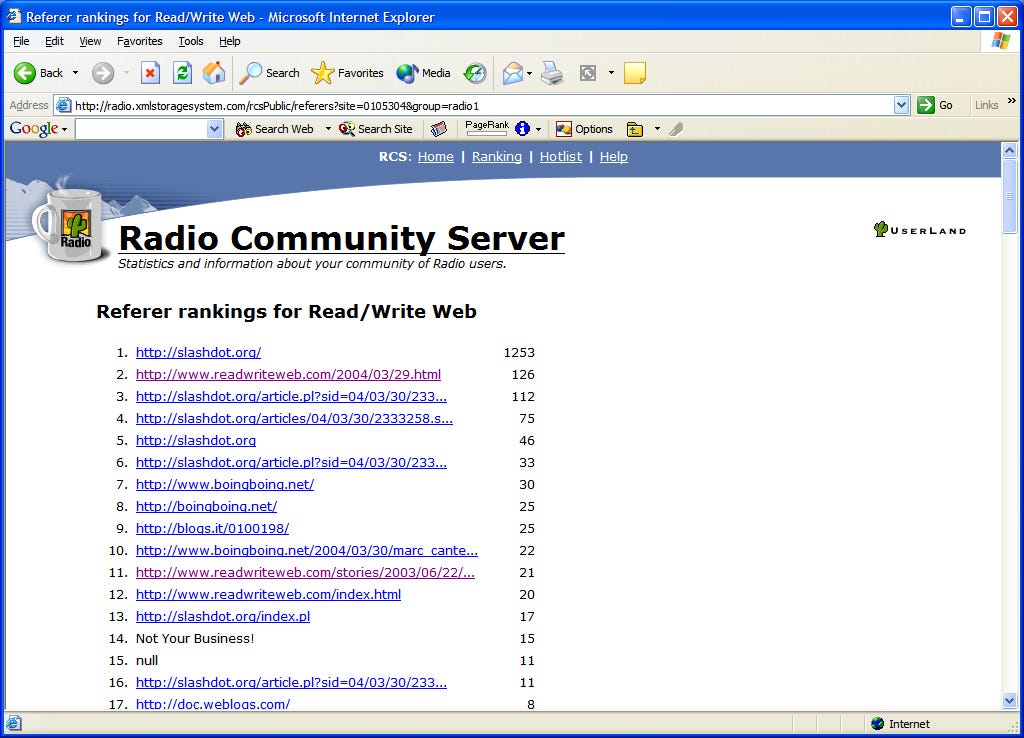 Referer rankings for Read/Write Web - Microsoft Internet Explorer
File Edit View Favorites Tools Help
Back Search Favorites Media
Address http://radio.xmlstoragesystem.com/rcsPublic/referers?site=0105304&group=radio1 Go Links »
Google Search Web Search Site PageRank Options
RCS: Home | Ranking | Hotlist | Help
Radio
Radio Community Server
USERLAND
Statistics and information about your community of Radio users.
Referer rankings for Read/Write Web
1. http://slashdot.org/ 1253
2. http://www.readwriteweb.com/2004/03/29.html 126
3. http://slashdot.org/article.pl?sid=04/03/30/233... 112
4. http://slashdot.org/articles/04/03/30/2333258.s... 75
5. http://slashdot.org 46
6. http://slashdot.org/article.pl?sid=04/03/30/233... 33
7. http://www.boingboing.net/ 30
8. http://boingboing.net/ 25
9. http://blogs.it/0100198/ 25
10. http://www.boingboing.net/2004/03/30/marc_cante... 22
11. http://www.readwriteweb.com/stories/2003/06/22/... 21
12. http://www.readwriteweb.com/index.html 20
13. http://slashdot.org/index.pl 17
14. Not Your Business! 15
15. null 11
16. http://slashdot.org/article.pl?sid=04/03/30/233... 11
17. http://doc.weblogs.com/ 8
Internet